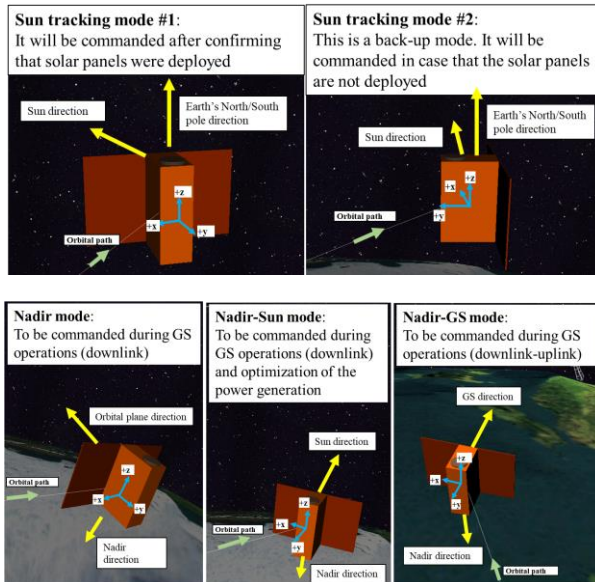 Sun tracking mode #1:
It will be commanded after confirming
that solar panels were deployed
Sun direction
Earth's North/South
pole direction
+z
+x
+y
Orbital path
Sun tracking mode #2:
This is a back-up mode. It will be
commanded in case that the solar panels
are not deployed
Sun direction
Earth's North/South
pole direction
+x
+z
+y
Orbital path
Nadir mode:
To be commanded during GS
operations (downlink)
Orbital plane direction
+z
+x
+y
Orbital path
Nadir
direction
Nadir-Sun mode:
To be commanded during
GS operations (downlink)
and optimization of the
power generation
Sun direction
+z
+x
+y
Orbital path
Nadir direction
Nadir-GS mode:
To be commanded during GS
operations (downlink-uplink)
GS direction
+z
+x
+y
Nadir direction
Orbital path